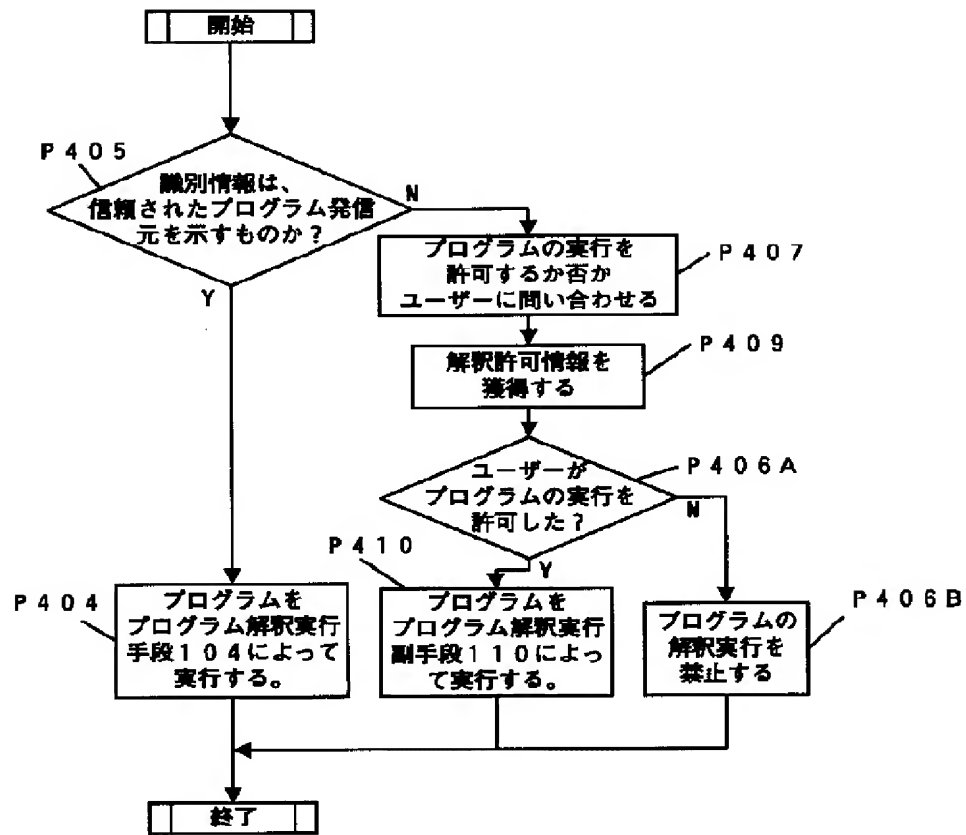 開始
P405
識別情報は、
信頼されたプログラム発信
元を示すものか?
N
Y
プログラムの実行を
許可するか否か
ユーザーに問い合わせる
P407
解釈許可情報を
獲得する
P409
ユーザーが
プログラムの実行を
許可した?
P406A
N
Y
P404
プログラムを
プログラム解釈実行
手段104によって
実行する。
P410
プログラムを
プログラム解釈実行
副手段110によっ
て実行する。
プログラムの
解釈実行を
禁止する
P406B
終了